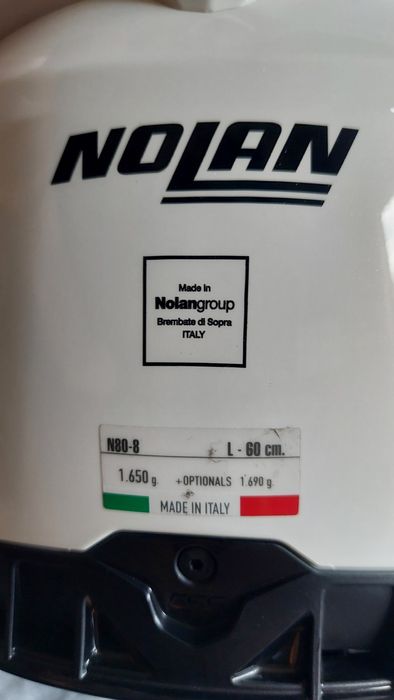 NOLAN
Made in
Nolangroup
Brembate di Sopra
ITALY
N80-8 L - 60 cm.
1.650 g. +OPTIONALS 1.690 g.
MADE IN ITALY